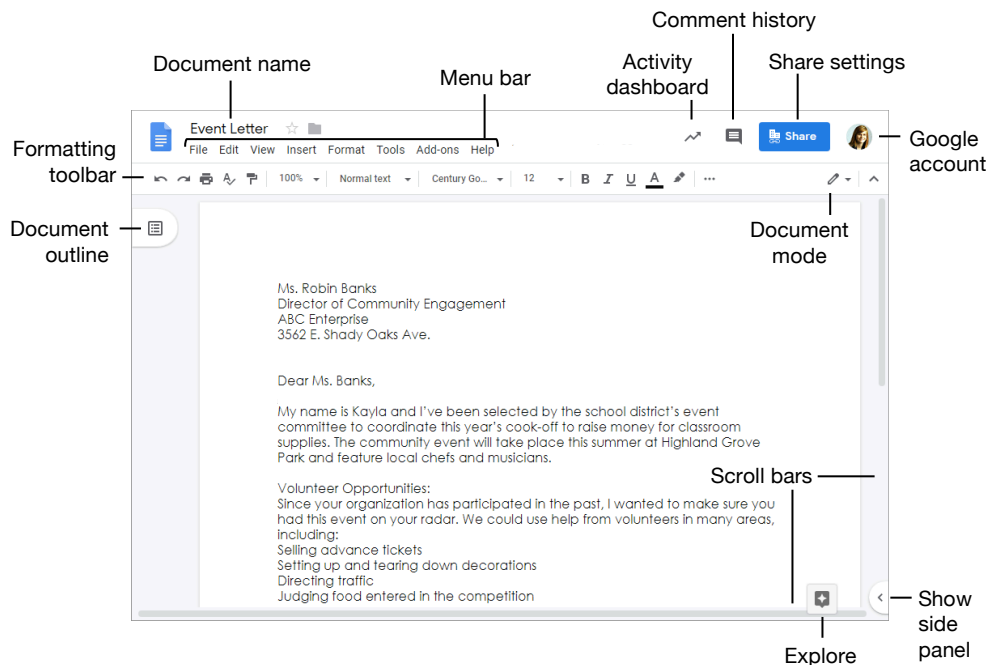 Comment history
Document name
Menu bar
Activity
dashboard
Share settings
Event Letter
File Edit View Insert Format Tools Add-ons Help
Share
Google
account
Formatting
toolbar
100% Normal text Century Go... 12 B I U A ...
Document
outline
Document
mode
Ms. Robin Banks
Director of Community Engagement
ABC Enterprise
3562 E. Shady Oaks Ave.
Dear Ms. Banks,
My name is Kayla and I've been selected by the school district's event
committee to coordinate this year's cook-off to raise money for classroom
supplies. The community event will take place this summer at Highland Grove
Park and feature local chefs and musicians.
Scroll bars
Volunteer Opportunities:
Since your organization has participated in the past, I wanted to make sure you
had this event on your radar. We could use help from volunteers in many areas,
including:
Selling advance tickets
Setting up and tearing down decorations
Directing traffic
Judging food entered in the competition
Show
side
panel
Explore